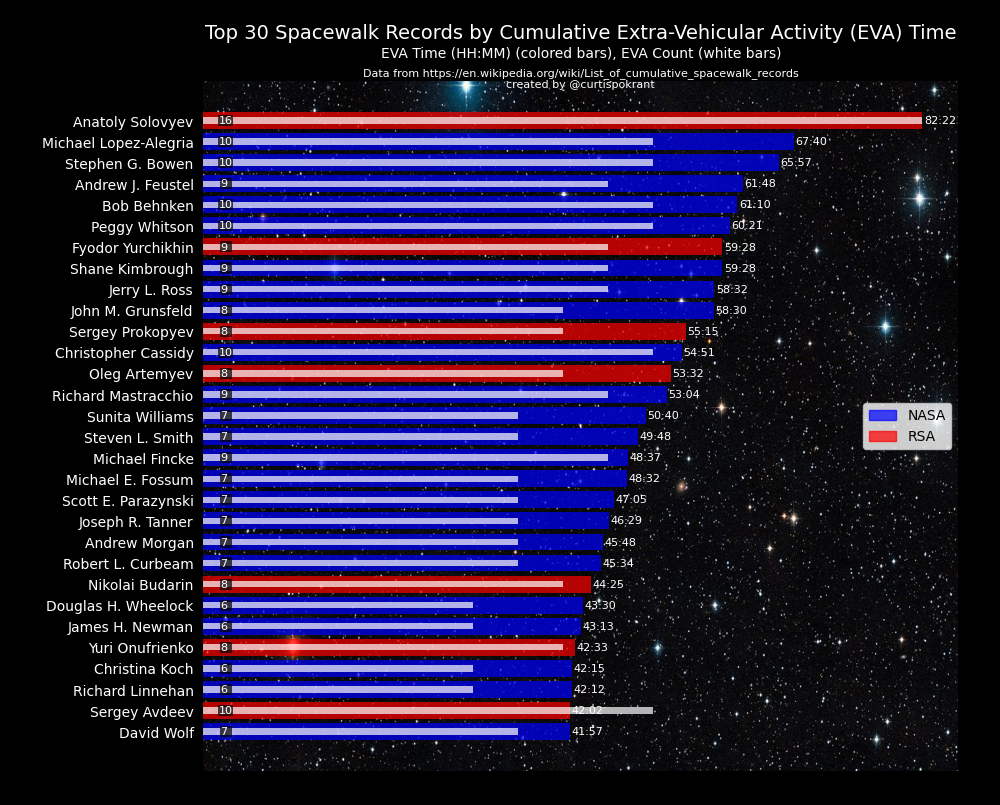 Top 30 Spacewalk Records by Cumulative Extra-Vehicular Activity (EVA) Time
EVA Time (HH:MM) (colored bars), EVA Count (white bars)
Data from https://en.wikipedia.org/wiki/List_of_cumulative_spacewalk_records
created by @curtispokrant
Anatoly Solovyev 16 82:22
Michael Lopez-Alegria 10 67:40
Stephen G. Bowen 10 65:57
Andrew J. Feustel 9 61:48
Bob Behnken 10 61:10
Peggy Whitson 10 60:21
Fyodor Yurchikhin 9 59:28
Shane Kimbrough 9 59:28
Jerry L. Ross 9 58:32
John M. Grunsfeld 8 58:30
Sergey Prokopyev 8 55:15
Christopher Cassidy 10 54:51
Oleg Artemyev 8 53:32
Richard Mastracchio 9 53:04
Sunita Williams 7 50:40
Steven L. Smith 7 49:48
Michael Fincke 9 48:37
Michael E. Fossum 7 48:32
Scott E. Parazynski 7 47:05
Joseph R. Tanner 7 46:29
Andrew Morgan 7 45:48
Robert L. Curbeam 7 45:34
Nikolai Budarin 8 44:25
Douglas H. Wheelock 6 43:30
James H. Newman 6 43:13
Yuri Onufrienko 8 42:33
Christina Koch 6 42:15
Richard Linnehan 6 42:12
Sergey Avdeev 10 42:02
David Wolf 7 41:57
NASA
RSA